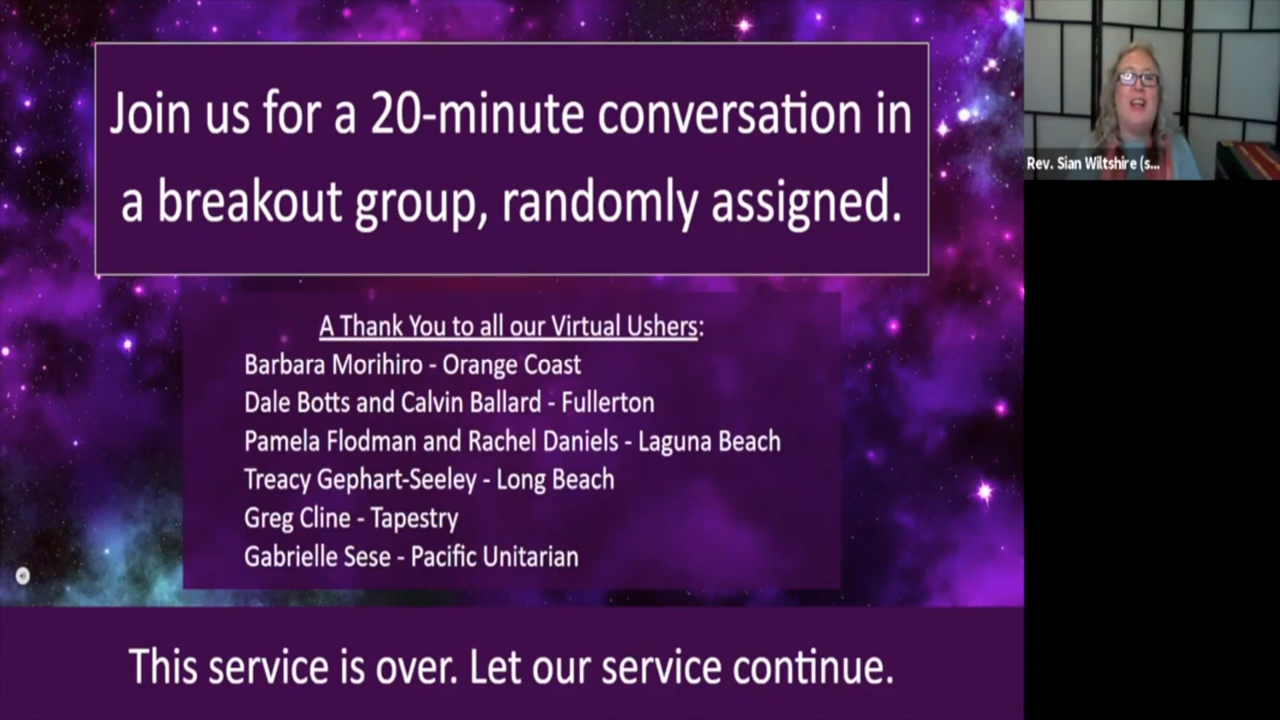 Join us for a 20-minute conversation in
a breakout group, randomly assigned.
A Thank You to all our Virtual Ushers:
Barbara Morihiro - Orange Coast
Dale Botts and Calvin Ballard - Fullerton
Pamela Flodman and Rachel Daniels - Laguna Beach
Treacy Gephart-Seeley - Long Beach
Greg Cline - Tapestry
Gabrielle Sese - Pacific Unitarian
This service is over. Let our service continue.
Rev. Sian Wiltshire (s...